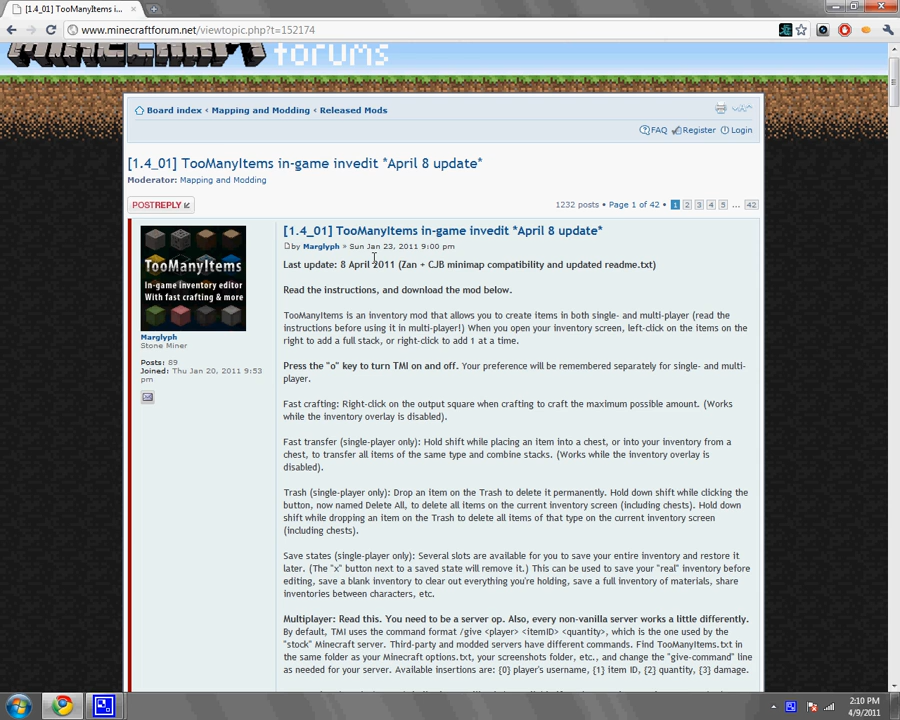 [1.4_01] TooManyItems i...
www.minecraftforum.net/viewtopic.php?t=152174
MINECRAFT
forums
Board index ‹ Mapping and Modding ‹ Released Mods
FAQ Register Login
[1.4_01] TooManyItems in-game invedit *April 8 update*
Moderator: Mapping and Modding
POSTREPLY
1232 posts • Page 1 of 42 • 1 2 3 4 5 ... 42
TooManyItems
In-game inventory editor
With fast crafting & more
Marglyph
Stone Miner
Posts: 89
Joined: Thu Jan 20, 2011 9:53
pm
[1.4_01] TooManyItems in-game invedit *April 8 update*
by Marglyph » Sun Jan 23, 2011 9:00 pm
Last update: 8 April 2011 (Zan + CJB minimap compatibility and updated readme.txt)
Read the instructions, and download the mod below.
TooManyItems is an inventory mod that allows you to create items in both single- and multi-player (read the
instructions before using it in multi-player!) When you open your inventory screen, left-click on the items on the
right to add a full stack, or right-click to add 1 at a time.
Press the "o" key to turn TMI on and off. Your preference will be remembered separately for single- and multi-
player.
Fast crafting: Right-click on the output square when crafting to craft the maximum possible amount. (Works
while the inventory overlay is disabled).
Fast transfer (single-player only): Hold shift while placing an item into a chest, or into your inventory from a
chest, to transfer all items of the same type and combine stacks. (Works while the inventory overlay is
disabled).
Trash (single-player only): Drop an item on the Trash to delete it permanently. Hold down shift while clicking the
button, now named Delete All, to delete all items on the current inventory screen (including chests). Hold down
shift while dropping an item on the Trash to delete all items of that type on the current inventory screen
(including chests).
Save states (single-player only): Several slots are available for you to save your entire inventory and restore it
later. (The "x" button next to a saved state will remove it.) This can be used to save your "real" inventory before
editing, save a blank inventory to clear out everything you're holding, save a full inventory of materials, share
inventories between characters, etc.
Multiplayer: Read this. You need to be a server op. Also, every non-vanilla server works a little differently.
By default, TMI uses the command format /give <player> <itemID> <quantity>, which is the one used by the
"stock" Minecraft server. Third-party and modded servers have different commands. Find TooManyItems.txt in
the same folder as your Minecraft options.txt, your screenshots folder, etc., and change the "give-command" line
as needed for your server. Available insertions are: {0} player's username, {1} item ID, {2} quantity, {3} damage.
2:10 PM
4/9/2011